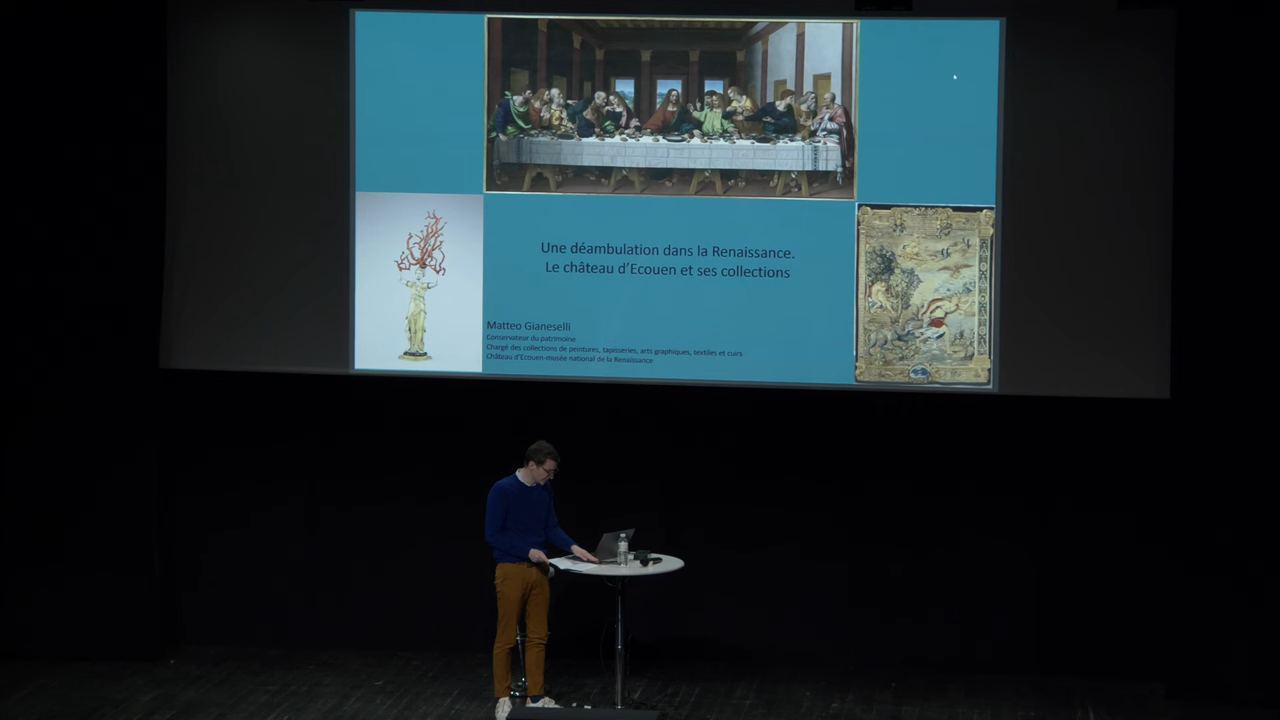 Une déambulation dans la Renaissance.
Le château d'Ecouen et ses collections
Matteo Gianeselli
Conservateur du patrimoine
Chargé des collections de peintures, tapisseries, arts graphiques, textiles et cuirs
Château d'Ecouen-musée national de la Renaissance